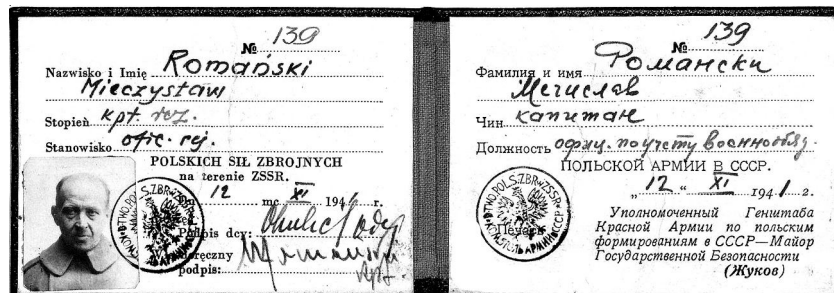 № 139
Nazwisko i Imię Romański
Mieczysław
Stopień kpt. rez.
Stanowisko ofic. rej.
POLSKICH SIŁ ZBROJNYCH
na terenie ZSSR.
12 mc XI 1941 r.
Podpis dcy:
podpis:
№ 139
Фамилия и имя Романски
Мечислав
Чин капитан
Должность офиц. по учету военнообяз.
ПОЛЬСКОЙ АРМИИ В СССР.
„12“ XI 1941 г.
Печать
Уполномоченный Генштаба
Красной Армии по польским
формированиям в СССР—Майор
Государственной Безопасности
(Жуков)